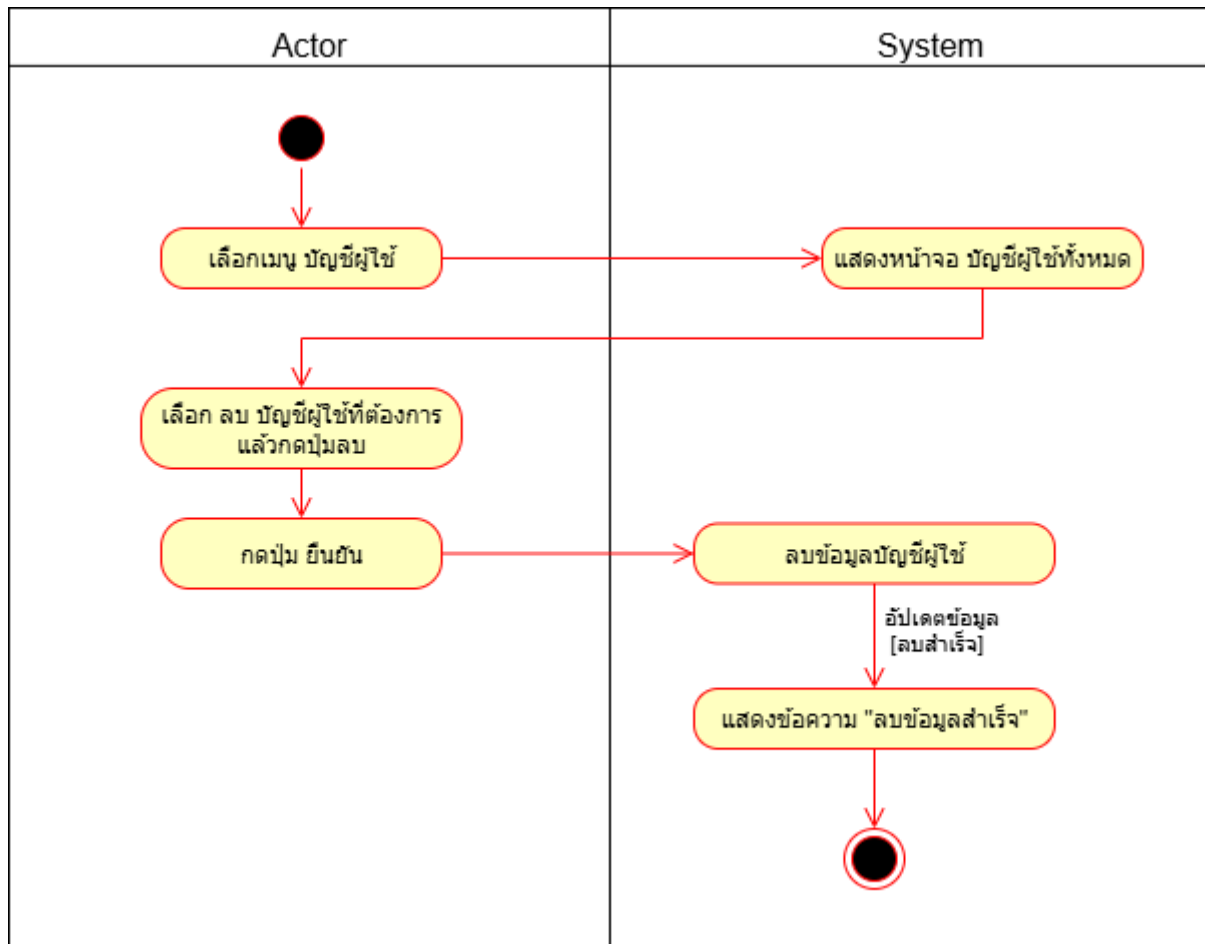 Actor
System
เลือกเมนู บัญชีผู้ใช้
แสดงหน้าจอ บัญชีผู้ใช้ทั้งหมด
เลือก ลบ บัญชีผู้ใช้ที่ต้องการ
แล้วกดปุ่มลบ
กดปุ่ม ยืนยัน
ลบข้อมูลบัญชีผู้ใช้
อัปเดตข้อมูล
[ลบสำเร็จ]
แสดงข้อความ "ลบข้อมูลสำเร็จ"